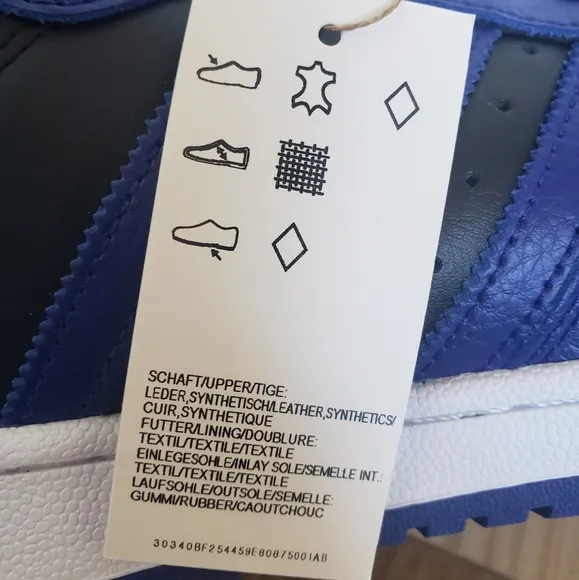 SCHAFT/UPPER/TIGE:
LEDER,SYNTHETISCH/LEATHER,SYNTHETICS/
CUIR,SYNTHETIQUE
FUTTER/LINING/DOUBLURE:
TEXTIL/TEXTILE/TEXTILE
EINLEGESOHLE/INLAY SOLE/SEMELLE INT.:
TEXTIL/TEXTILE/TEXTILE
LAUFSOHLE/OUTSOLE/SEMELLE:
GUMMI/RUBBER/CAOUTCHOUC
30340BF254459E80875001AB